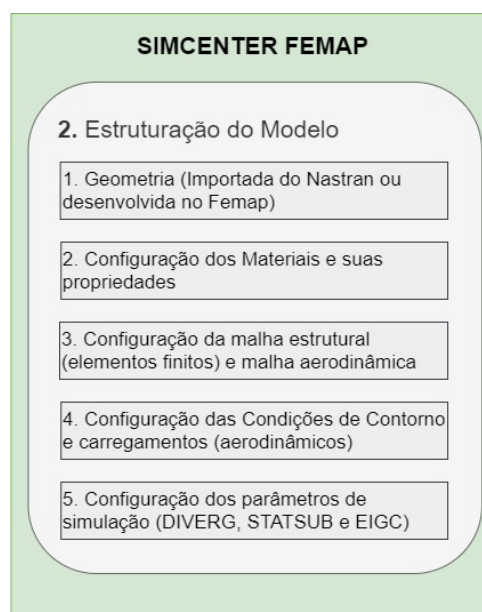 SIMCENTER FEMAP
2. Estruturação do Modelo
1. Geometria (Importada do Nastran ou
desenvolvida no Femap)
2. Configuração dos Materiais e suas
propriedades
3. Configuração da malha estrutural
(elementos finitos) e malha aerodinâmica
4. Configuração das Condições de Contorno
e carregamentos (aerodinâmicos)
5. Configuração dos parâmetros de
simulação (DIVERG, STATSUB e EIGC)